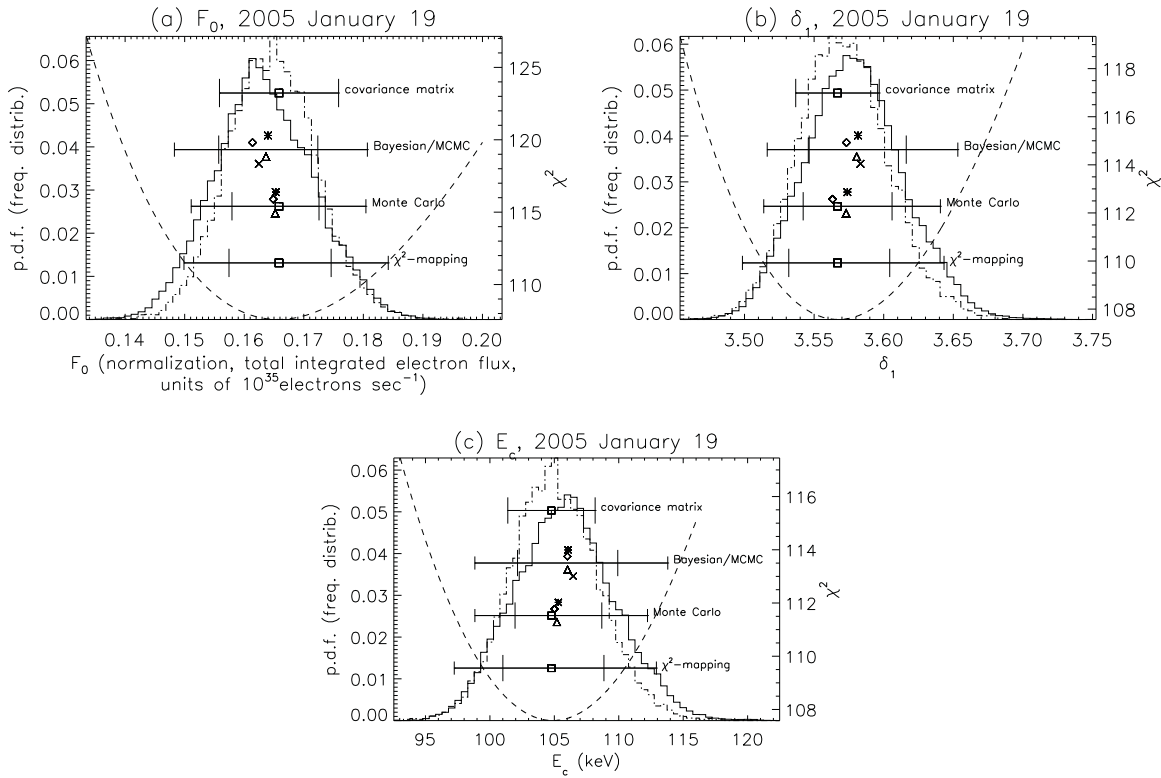 (a) F₀, 2005 January 19
p.d.f. (freq. distrib.)
0.06
0.05
0.04
0.03
0.02
0.01
0.00
covariance matrix
Bayesian/MCMC
Monte Carlo
χ²-mapping
125
120
115
110
χ²
0.14 0.15 0.16 0.17 0.18 0.19 0.20
F₀ (normalization, total integrated electron flux,
units of 10³⁵electrons sec⁻¹)
(b) δ₁, 2005 January 19
p.d.f. (freq. distrib.)
0.06
0.05
0.04
0.03
0.02
0.01
0.00
covariance matrix
Bayesian/MCMC
Monte Carlo
χ²-mapping
118
116
114
112
110
108
χ²
3.50 3.55 3.60 3.65 3.70 3.75
δ₁
(c) E_c, 2005 January 19
p.d.f. (freq. distrib.)
0.06
0.05
0.04
0.03
0.02
0.01
0.00
covariance matrix
Bayesian/MCMC
Monte Carlo
χ²-mapping
116
114
112
110
108
χ²
95 100 105 110 115 120
E_c (keV)